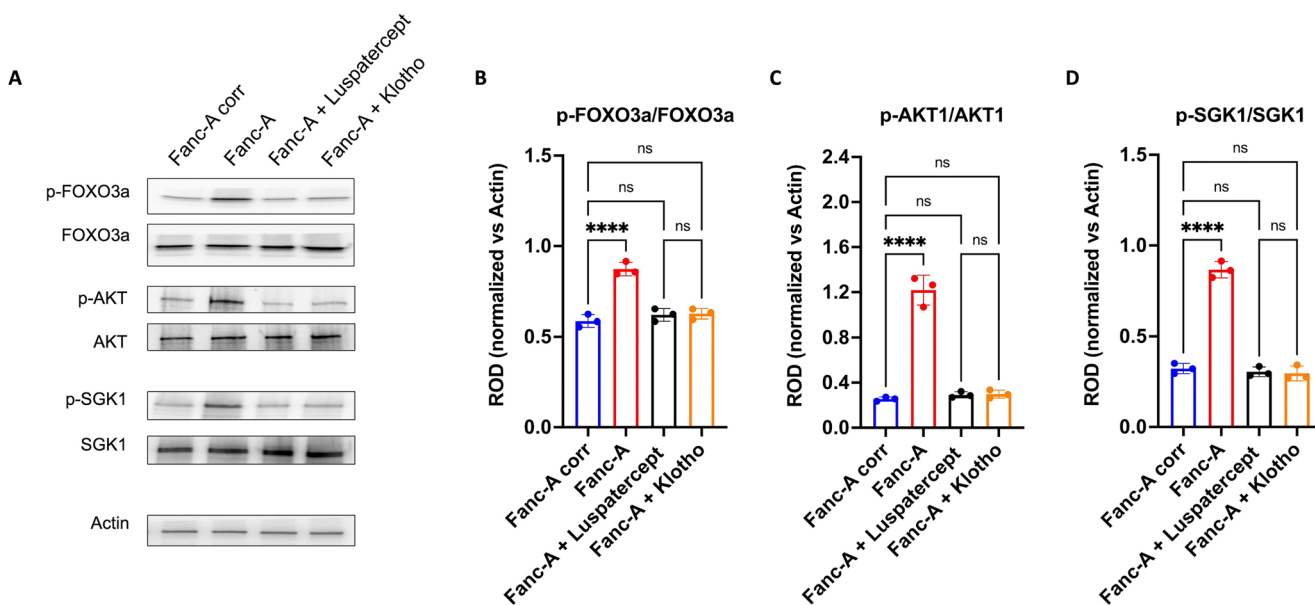 A
Fanc-A corr
Fanc-A
Fanc-A + Luspatercept
Fanc-A + Klotho
p-FOXO3a
FOXO3a
p-AKT
AKT
p-SGK1
SGK1
Actin
B
p-FOXO3a/FOXO3a
ROD (normalized vs Actin)
1.5
1.0
0.5
0.0
ns
ns
****
ns
Fanc-A corr
Fanc-A
Fanc-A + Luspatercept
Fanc-A + Klotho
C
p-AKT1/AKT1
ROD (normalized vs Actin)
2.4
2.0
1.6
1.2
0.8
0.4
0.0
ns
ns
****
ns
Fanc-A corr
Fanc-A
Fanc-A + Luspatercept
Fanc-A + Klotho
D
p-SGK1/SGK1
ROD (normalized vs Actin)
1.5
1.0
0.5
0.0
ns
ns
****
ns
Fanc-A corr
Fanc-A
Fanc-A + Luspatercept
Fanc-A + Klotho